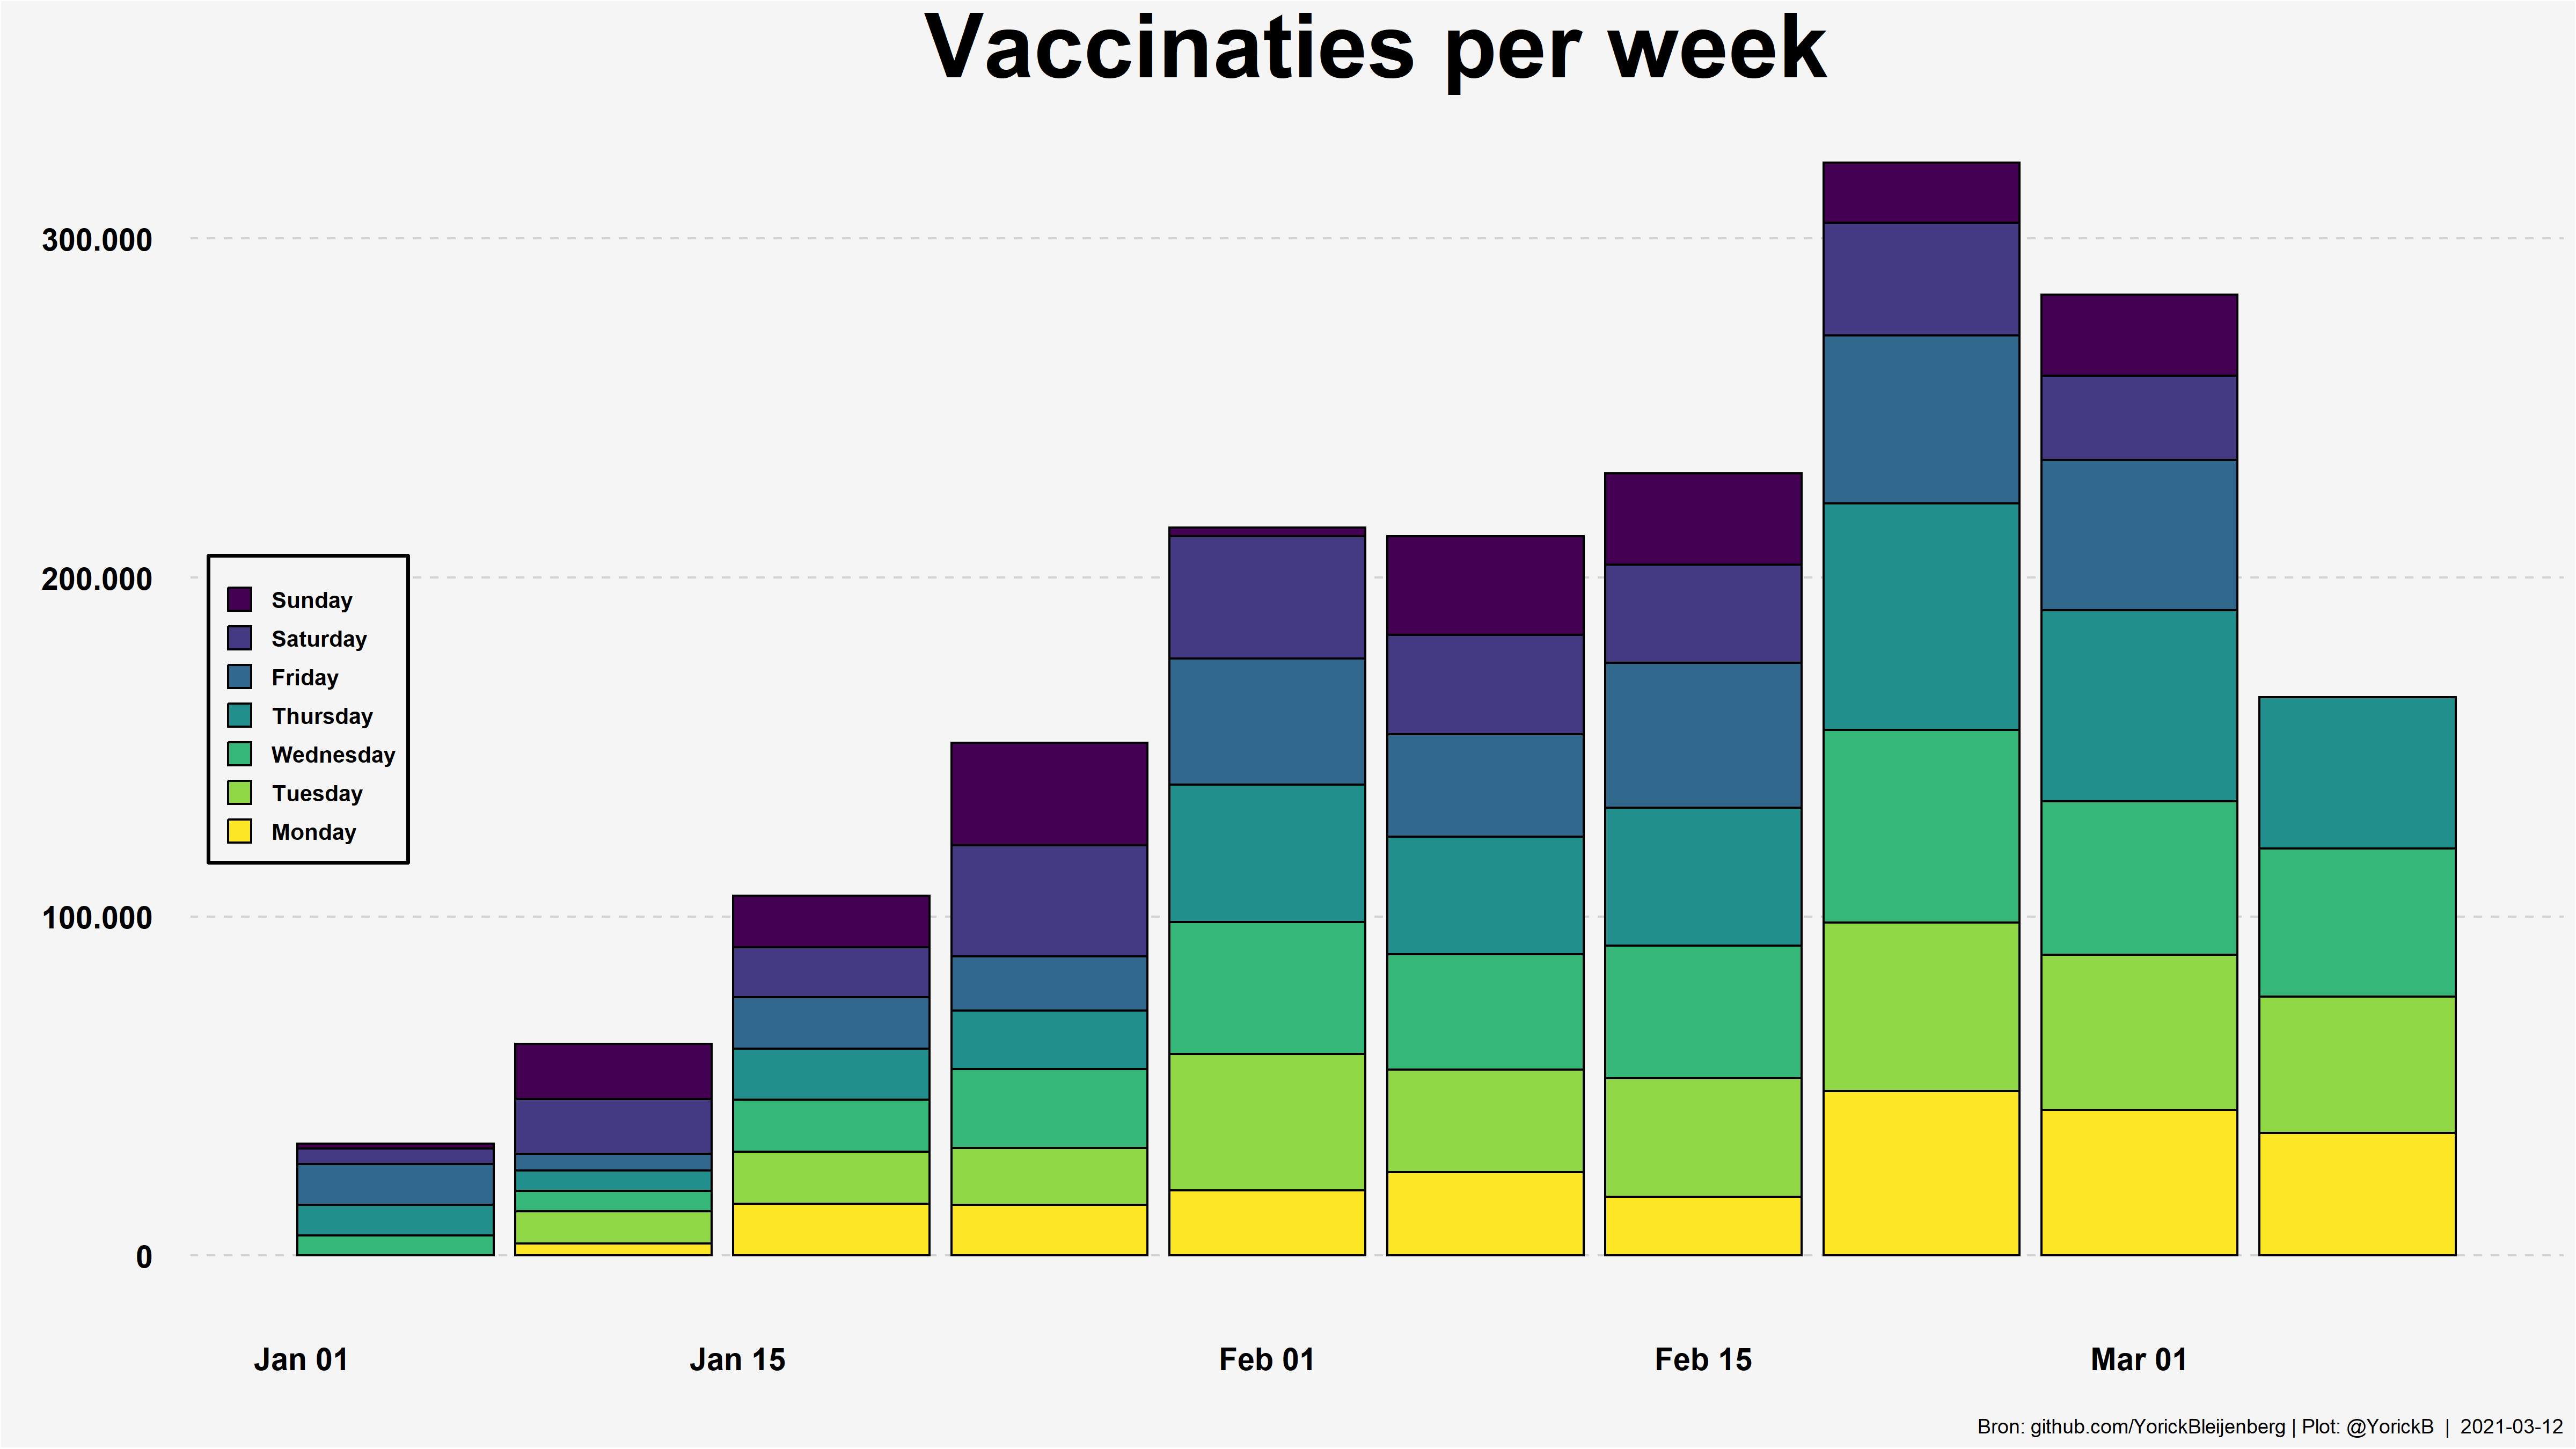 Vaccinaties per week
300.000
200.000
100.000
0
Sunday
Saturday
Friday
Thursday
Wednesday
Tuesday
Monday
Jan 01 Jan 15 Feb 01 Feb 15 Mar 01
Bron: github.com/YorickBleijenberg | Plot: @YorickB | 2021-03-12